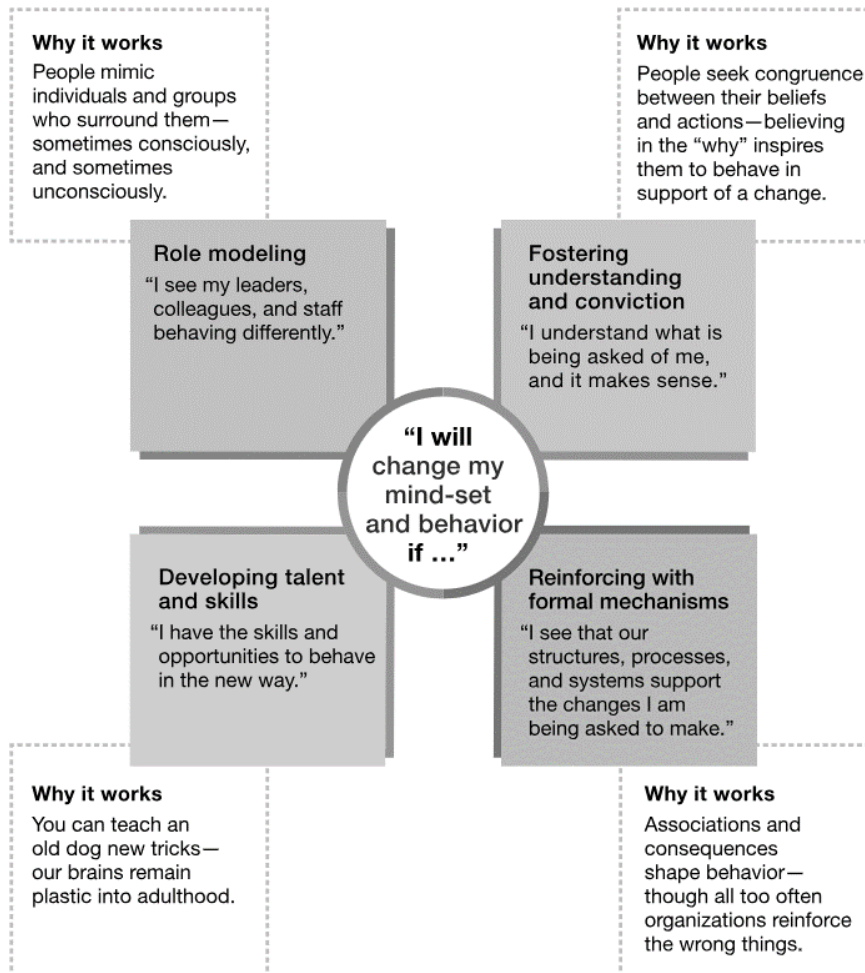 Why it works
People mimic
individuals and groups
who surround them—
sometimes consciously,
and sometimes
unconsciously.
Why it works
People seek congruence
between their beliefs
and actions—believing
in the “why” inspires
them to behave in
support of a change.
Role modeling
“I see my leaders,
colleagues, and staff
behaving differently.”
Fostering
understanding
and conviction
“I understand what is
being asked of me,
and it makes sense.”
“I will
change my
mind-set
and behavior
if ...”
Developing talent
and skills
“I have the skills and
opportunities to behave
in the new way.”
Reinforcing with
formal mechanisms
“I see that our
structures, processes,
and systems support
the changes I am
being asked to make.”
Why it works
You can teach an
old dog new tricks—
our brains remain
plastic into adulthood.
Why it works
Associations and
consequences
shape behavior—
though all too often
organizations reinforce
the wrong things.